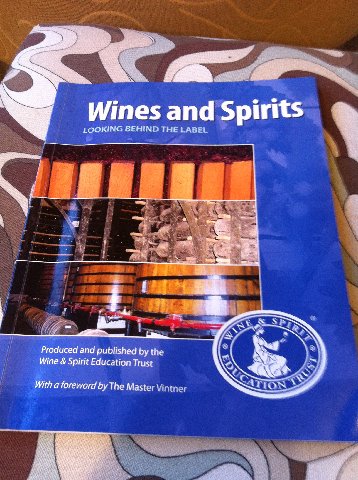 Wines and Spirits
LOOKING BEHIND THE LABEL
Produced and published by the
Wine & Spirit Education Trust
With a foreword by The Master Vintner
WINE & SPIRIT
EDUCATION TRUST
®